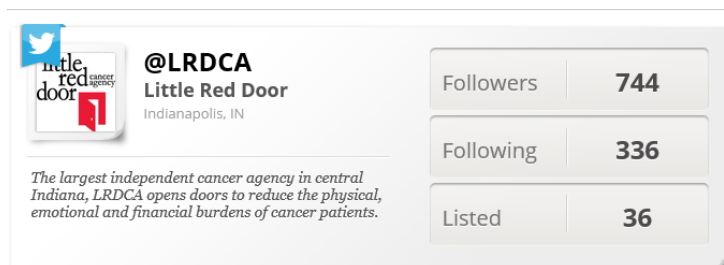 little
red cancer
agency
door
@LRDCA
Little Red Door
Indianapolis, IN
The largest independent cancer agency in central
Indiana, LRDCA opens doors to reduce the physical,
emotional and financial burdens of cancer patients.
Followers 744
Following 336
Listed 36